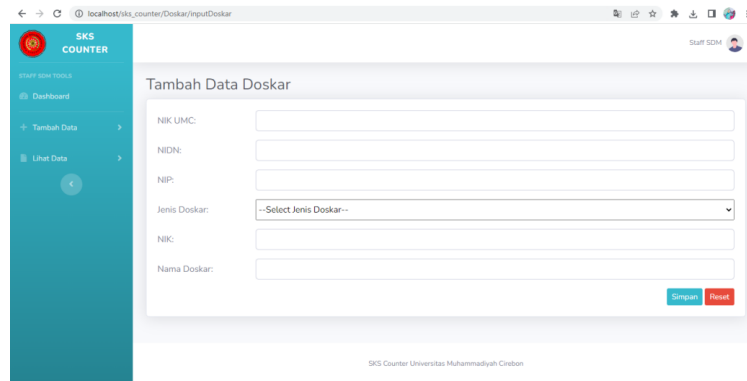 localhost/sks_counter/Doskar/inputDoskar
SKS
COUNTER
Staff SDM
STAFF SDM TOOLS
Dashboard
Tambah Data
Lihat Data
Tambah Data Doskar
NIK UMC:
NIDN:
NIP:
Jenis Doskar:
--Select Jenis Doskar--
NIK:
Nama Doskar:
Simpan
Reset
SKS Counter Universitas Muhammadiyah Cirebon